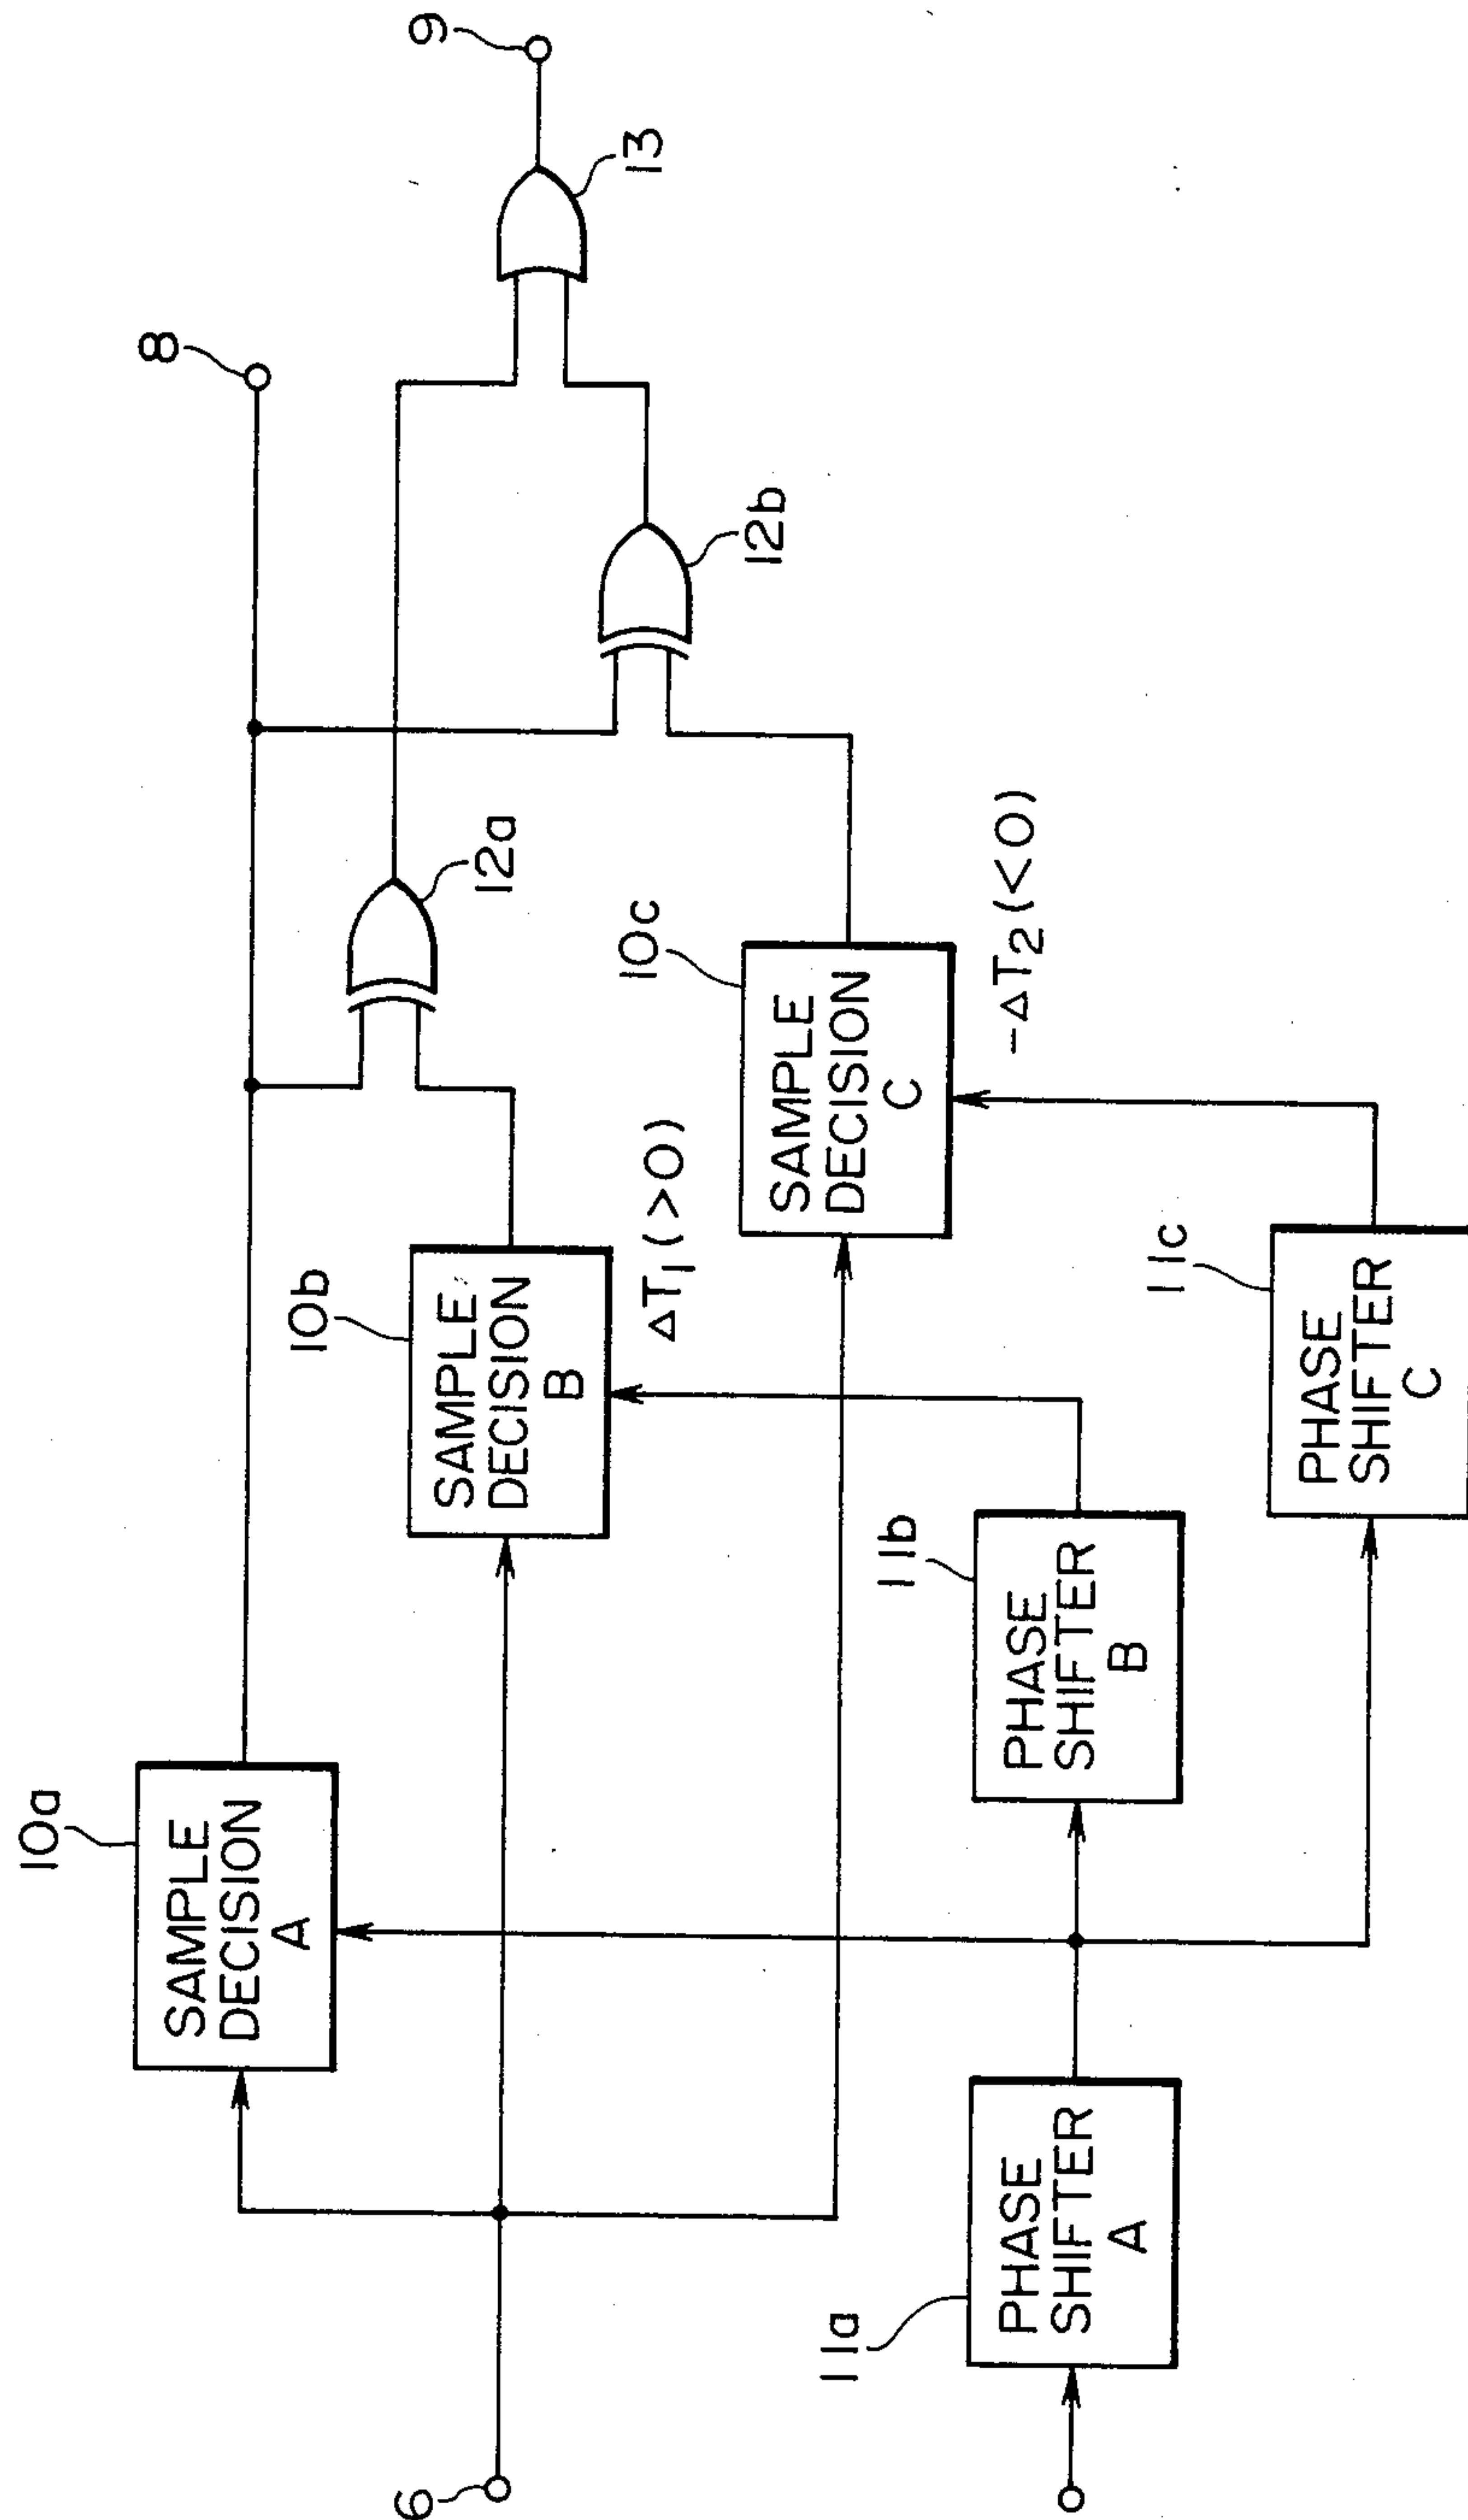 6
8
9
10a
SAMPLE
DECISION
A
10b
SAMPLE
DECISION
B
ΔT1(>0)
12a
12b
13
10c
SAMPLE
DECISION
C
-ΔT2(<0)
11a
PHASE
SHIFTER
A
11b
PHASE
SHIFTER
B
11c
PHASE
SHIFTER
C